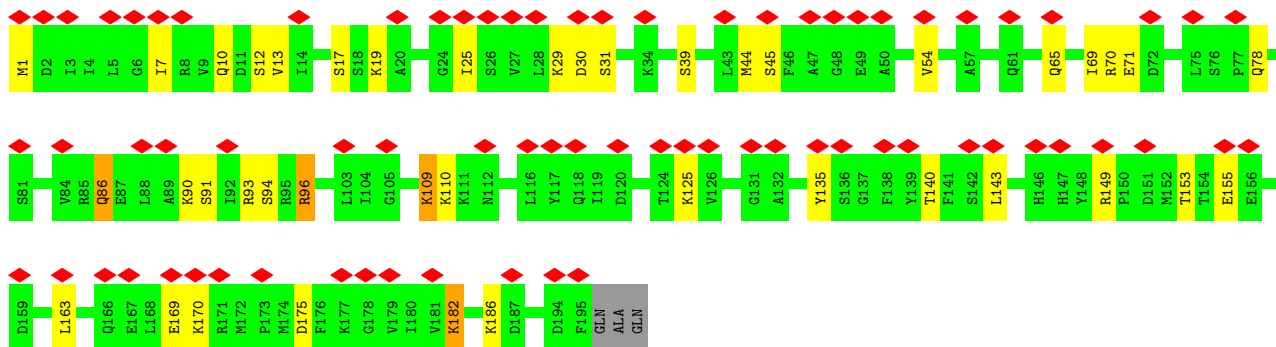 M1 D2 I3 I4 L5 G6 I7 R8 V9 Q10 D11 S12 V13 I14 S17 S18 K19 A20 G24 I25 S26 V27 L28 K29 D30 S31 K34 S39 L43 M44 S45 F46 A47 G48 E49 A50 V54 A57 Q61 Q65 I69 R70 E71 D72 L75 S76 P77 Q78
S81 V84 R85 Q86 E87 L88 A89 K90 S91 I92 R93 S94 R95 R96 L103 I104 G105 K109 K110 K111 N112 L116 Y117 Q118 I119 D120 T124 K125 V126 G131 A132 Y135 S136 G137 F138 Y139 T140 F141 S142 L143 H146 H147 Y148 R149 P150 D151 M152 T153 T154 E155 E156
D159 L163 Q166 E167 L168 E169 K170 R171 M172 P173 M174 D175 F176 K177 G178 V179 I180 V181 K182 K186 D187 D194 F195 GLN ALA GLN